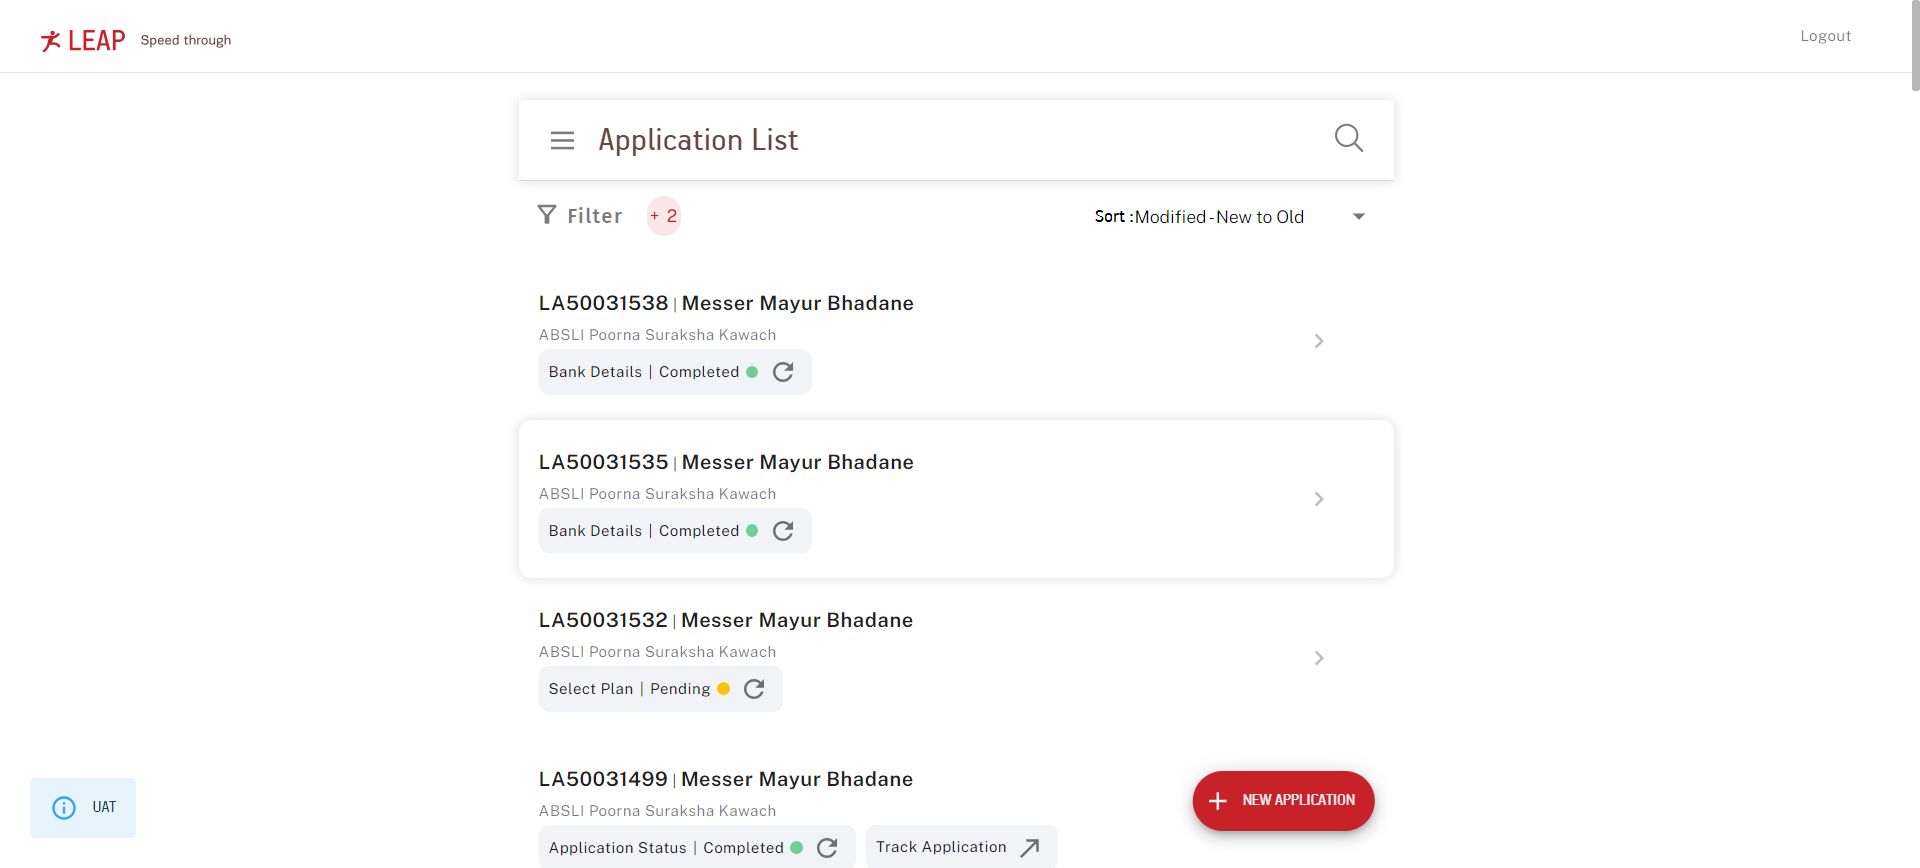 LEAP Speed through
Logout
Application List
Filter + 2
Sort :Modified - New to Old
LA50031538 | Messer Mayur Bhadane
ABSLI Poorna Suraksha Kawach
Bank Details | Completed
LA50031535 | Messer Mayur Bhadane
ABSLI Poorna Suraksha Kawach
Bank Details | Completed
LA50031532 | Messer Mayur Bhadane
ABSLI Poorna Suraksha Kawach
Select Plan | Pending
LA50031499 | Messer Mayur Bhadane
ABSLI Poorna Suraksha Kawach
Application Status | Completed
Track Application
+ NEW APPLICATION
UAT